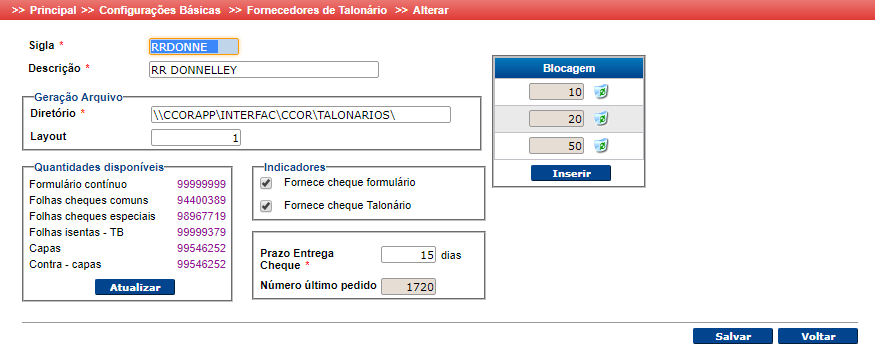 >> Principal >> Configurações Básicas >> Fornecedores de Talonário >> Alterar
Sigla * RRDONNE
Descrição * RR DONNELLEY
Geração Arquivo
Diretório * \\CCORAPP\INTERFAC\CCOR\TALONARIOS\
Layout 1
Blocagem
10
20
50
Inserir
Quantidades disponíveis
Formulário contínuo 99999999
Folhas cheques comuns 94400389
Folhas cheques especiais 98967719
Folhas isentas - TB 99999379
Capas 99546252
Contra - capas 99546252
Atualizar
Indicadores
Fornece cheque formulário
Fornece cheque Talonário
Prazo Entrega
Cheque * 15 dias
Número último pedido 1720
Salvar Voltar